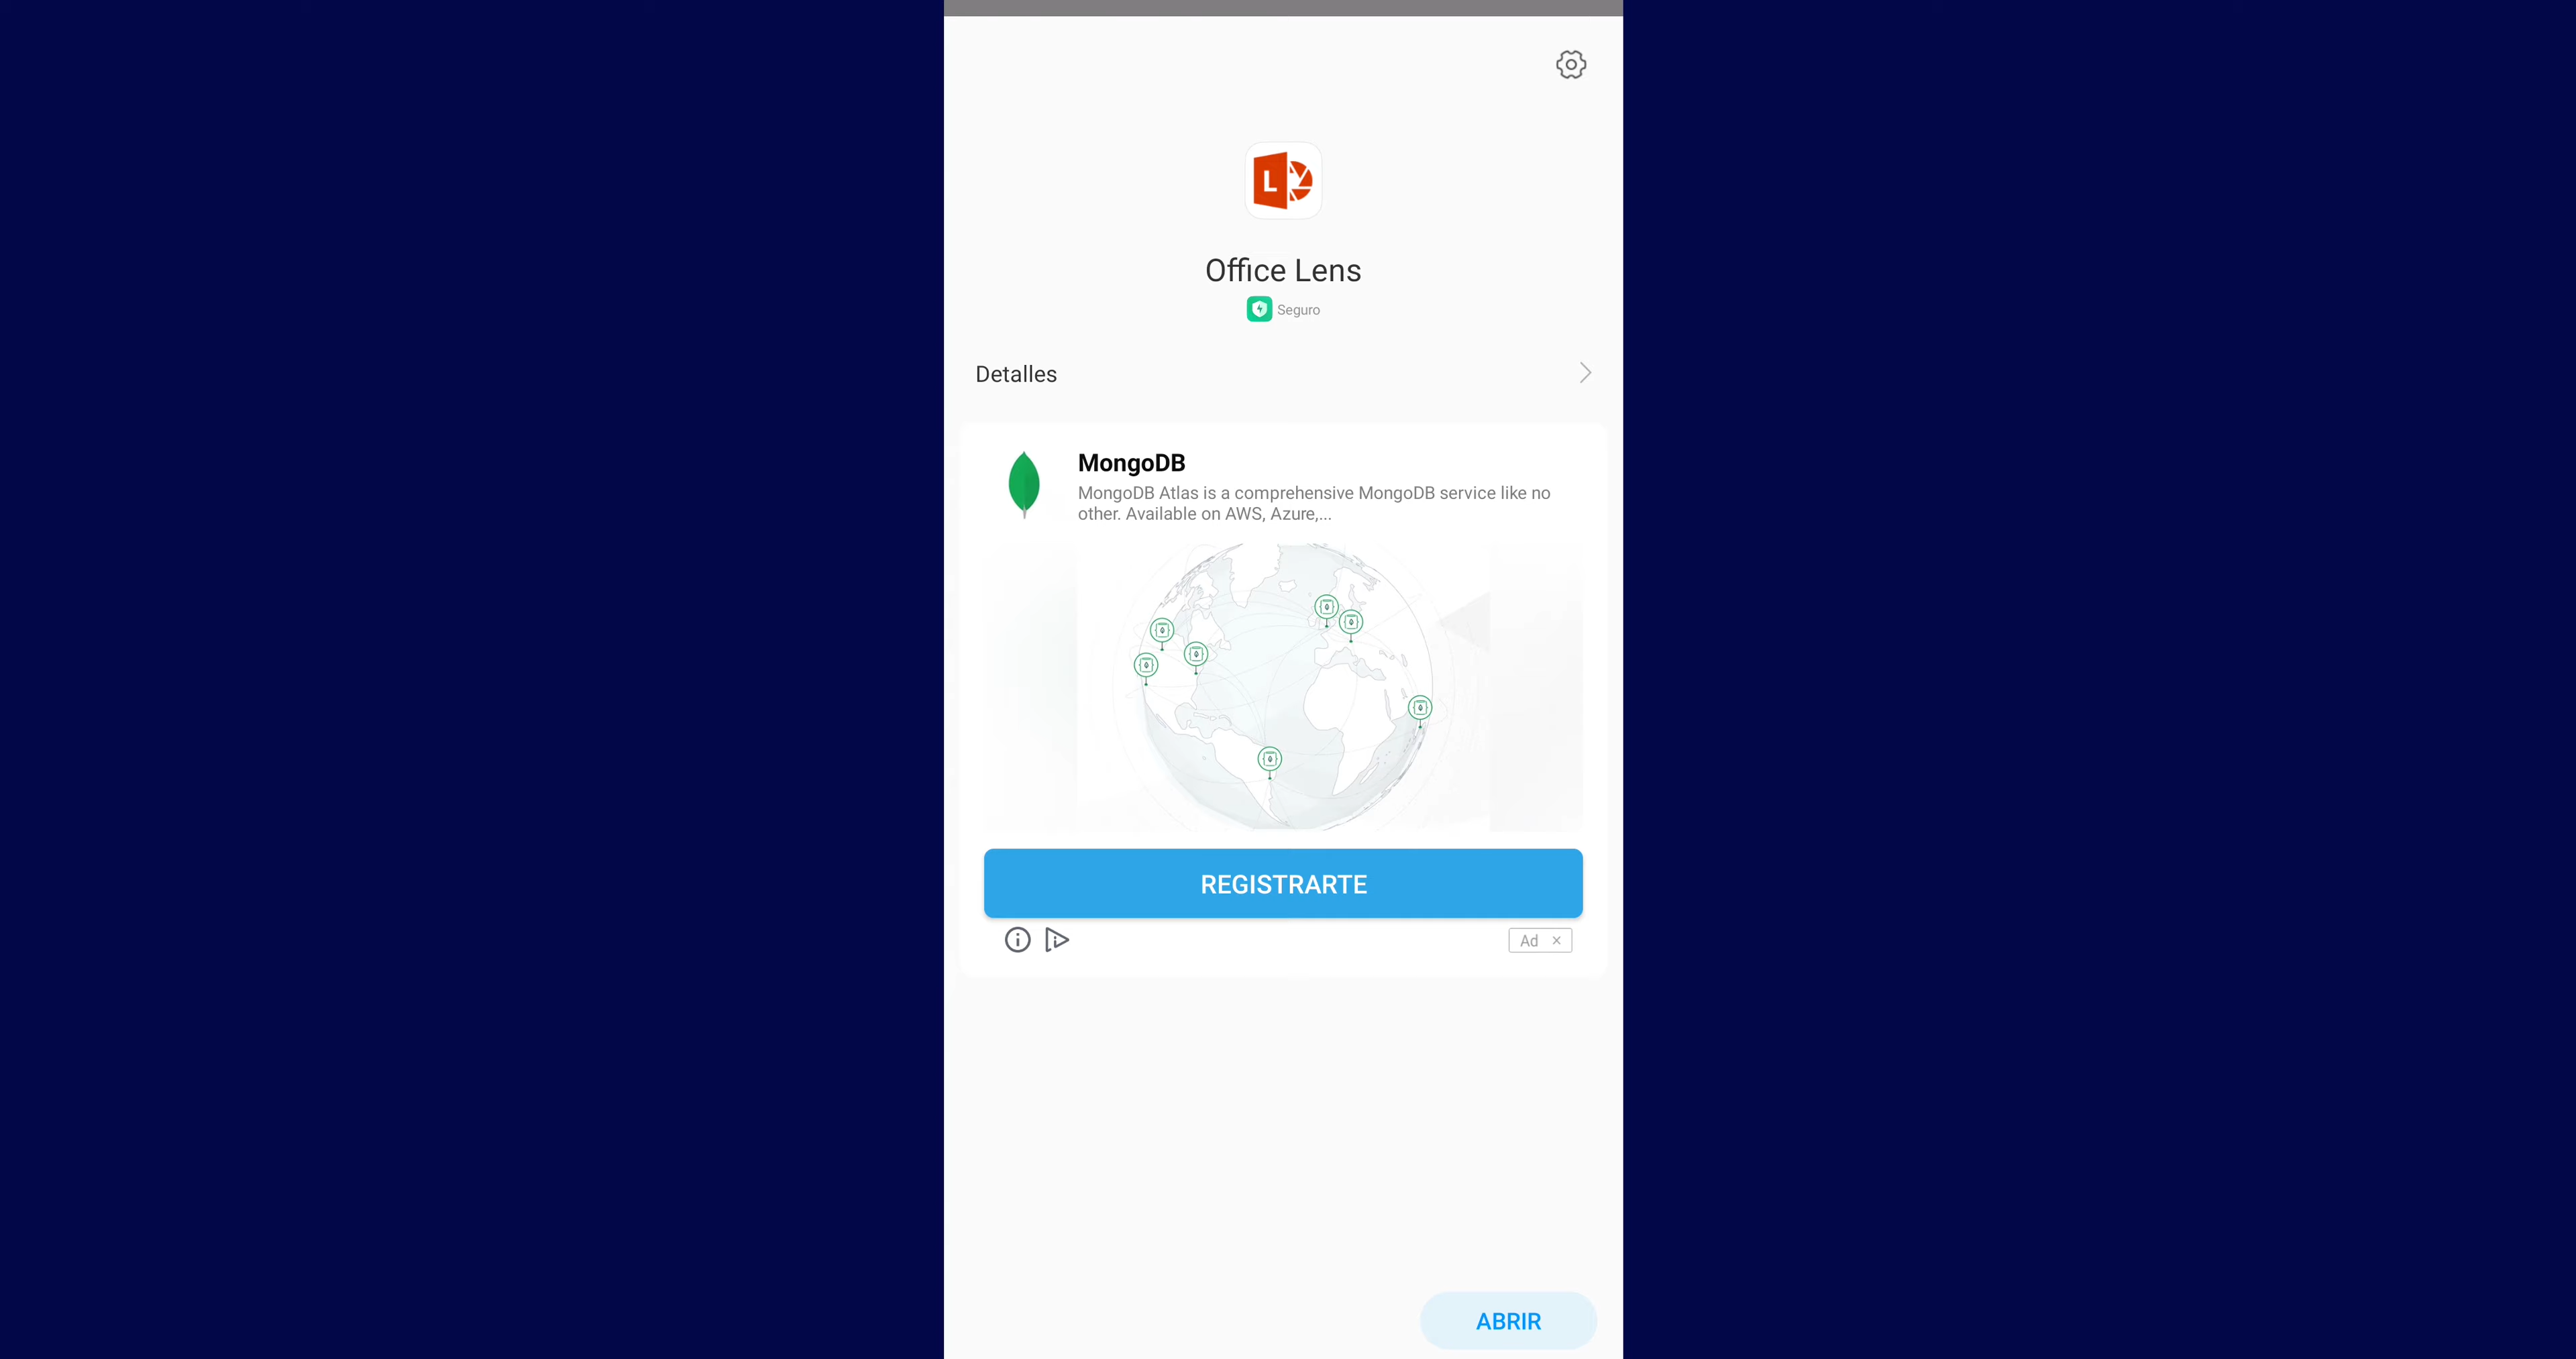 L
Office Lens
Seguro
Detalles
MongoDB
MongoDB Atlas is a comprehensive MongoDB service like no
other. Available on AWS, Azure,...
REGISTRARTE
Ad ×
ABRIR